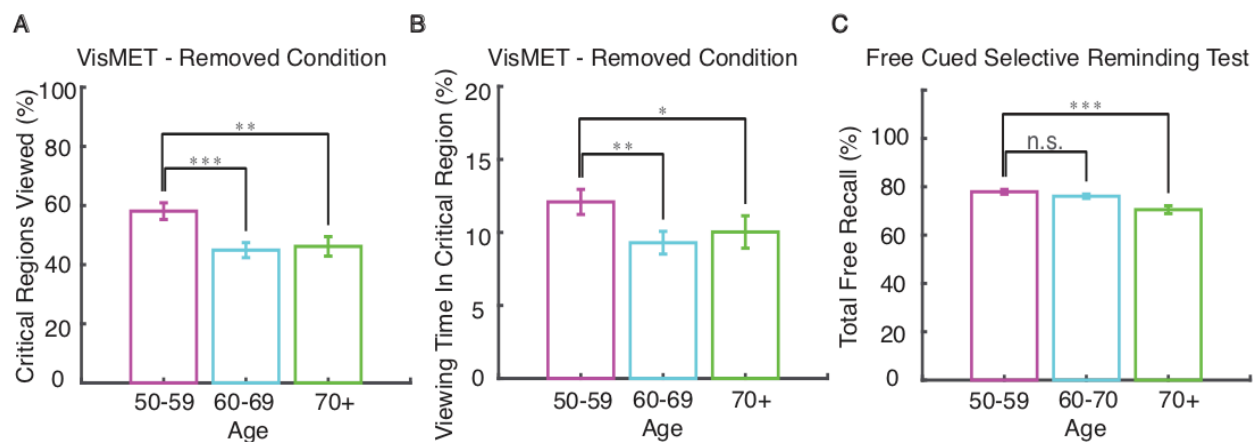 A
VisMET - Removed Condition
Critical Regions Viewed (%)
100
80
60
40
20
0
**
***
50-59 60-69 70+
Age
B
VisMET - Removed Condition
Viewing Time In Critical Region (%)
20
15
10
5
0
*
**
50-59 60-69 70+
Age
C
Free Cued Selective Reminding Test
Total Free Recall (%)
100
80
60
40
20
0
***
n.s.
50-59 60-70 70+
Age